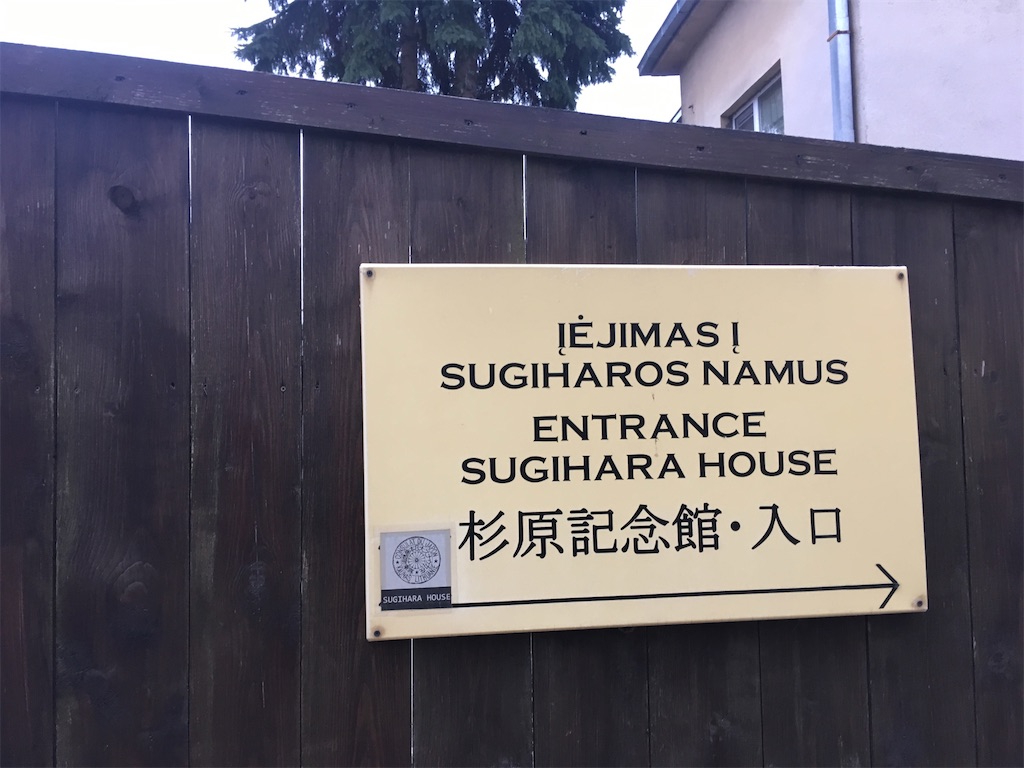 ĮĖJIMAS Į
SUGIHAROS NAMUS
ENTRANCE
SUGIHARA HOUSE
杉原記念館・入口
SUGIHARA HOUSE